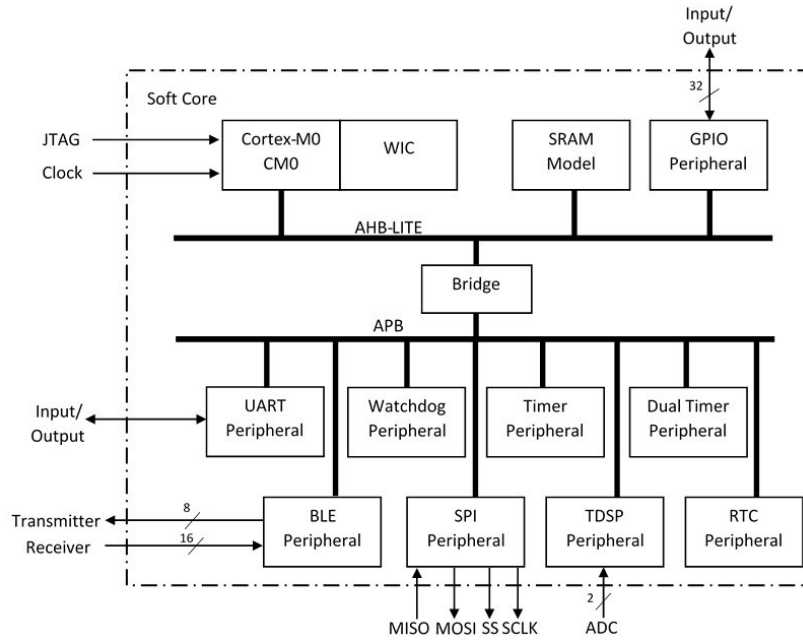 Input/
Output
32
Soft Core
JTAG
Clock
Cortex-M0
CM0
WIC
SRAM
Model
GPIO
Peripheral
AHB-LITE
Bridge
APB
Input/
Output
UART
Peripheral
Watchdog
Peripheral
Timer
Peripheral
Dual Timer
Peripheral
Transmitter
8
Receiver
16
BLE
Peripheral
SPI
Peripheral
TDSP
Peripheral
RTC
Peripheral
2
MISO MOSI SS SCLK ADC